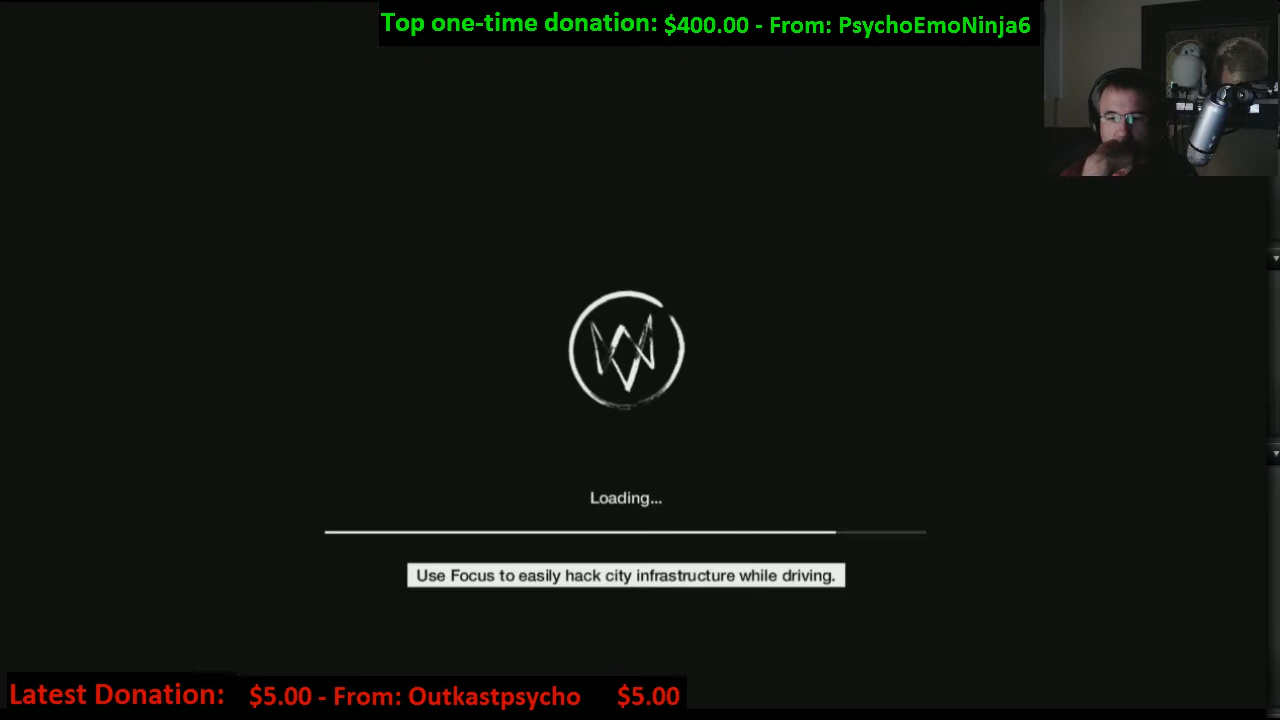 Top one-time donation: $400.00 - From: PsychoEmoNinja6
Loading...
Use Focus to easily hack city infrastructure while driving.
Latest Donation: $5.00 - From: Outkastpsycho $5.00